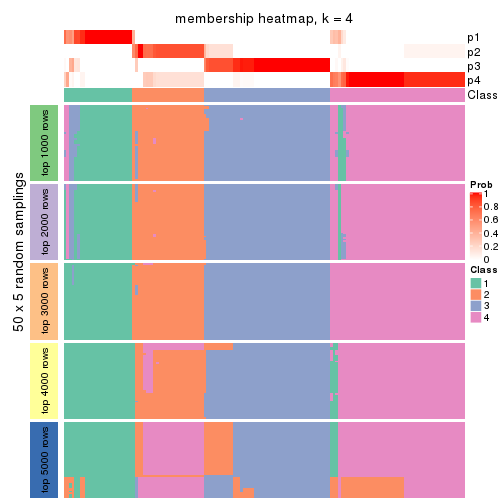 membership heatmap, k = 4
p1
p2
p3
p4
Class
50 x 5 random samplings
top 1000 rows
top 2000 rows
top 3000 rows
top 4000 rows
top 5000 rows
Prob
1
0.8
0.6
0.4
0.2
0
Class
1
2
3
4